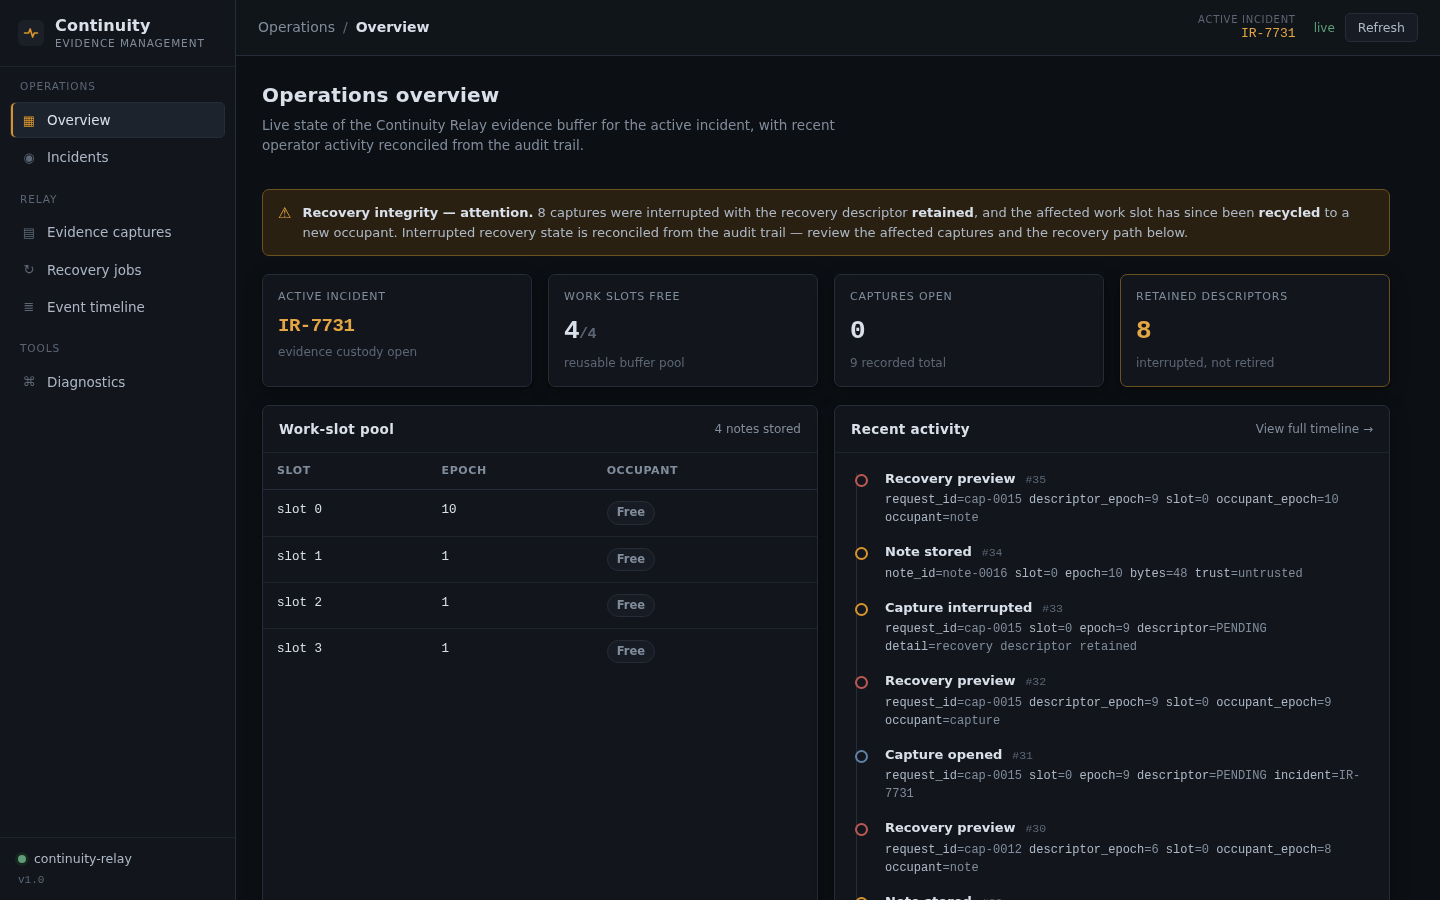 Continuity
EVIDENCE MANAGEMENT
OPERATIONS
▦ Overview
◉ Incidents
RELAY
▤ Evidence captures
↻ Recovery jobs
≣ Event timeline
TOOLS
⌘ Diagnostics
continuity-relay
v1.0
Operations / Overview
ACTIVE INCIDENT
IR-7731
live
Refresh
Operations overview
Live state of the Continuity Relay evidence buffer for the active incident, with recent
operator activity reconciled from the audit trail.
⚠ Recovery integrity — attention. 8 captures were interrupted with the recovery descriptor retained, and the affected work slot has since been recycled to a
new occupant. Interrupted recovery state is reconciled from the audit trail — review the affected captures and the recovery path below.
ACTIVE INCIDENT
IR-7731
evidence custody open
WORK SLOTS FREE
4/4
reusable buffer pool
CAPTURES OPEN
0
9 recorded total
RETAINED DESCRIPTORS
8
interrupted, not retired
Work-slot pool
4 notes stored
SLOT EPOCH OCCUPANT
slot 0 10 Free
slot 1 1 Free
slot 2 1 Free
slot 3 1 Free
Recent activity
View full timeline →
Recovery preview #35
request_id=cap-0015 descriptor_epoch=9 slot=0 occupant_epoch=10
occupant=note
Note stored #34
note_id=note-0016 slot=0 epoch=10 bytes=48 trust=untrusted
Capture interrupted #33
request_id=cap-0015 slot=0 epoch=9 descriptor=PENDING
detail=recovery descriptor retained
Recovery preview #32
request_id=cap-0015 descriptor_epoch=9 slot=0 occupant_epoch=9
occupant=capture
Capture opened #31
request_id=cap-0015 slot=0 epoch=9 descriptor=PENDING incident=IR-
7731
Recovery preview #30
request_id=cap-0012 descriptor_epoch=6 slot=0 occupant_epoch=8
occupant=note
Note stored